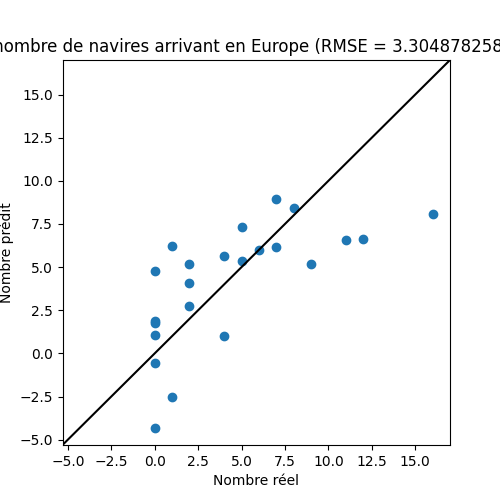 nombre de navires arrivant en Europe (RMSE = 3.304878258
15.0
12.5
10.0
7.5
5.0
2.5
0.0
−2.5
−5.0
Nombre prédit
−5.0 −2.5 0.0 2.5 5.0 7.5 10.0 12.5 15.0
Nombre réel